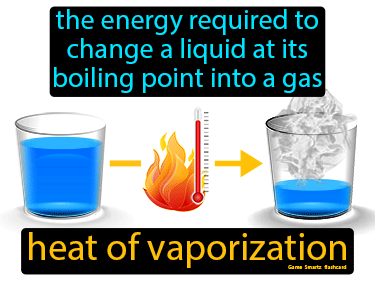 the energy required to
change a liquid at its
boiling point into a gas
heat of vaporization
Game Smartz flashcard